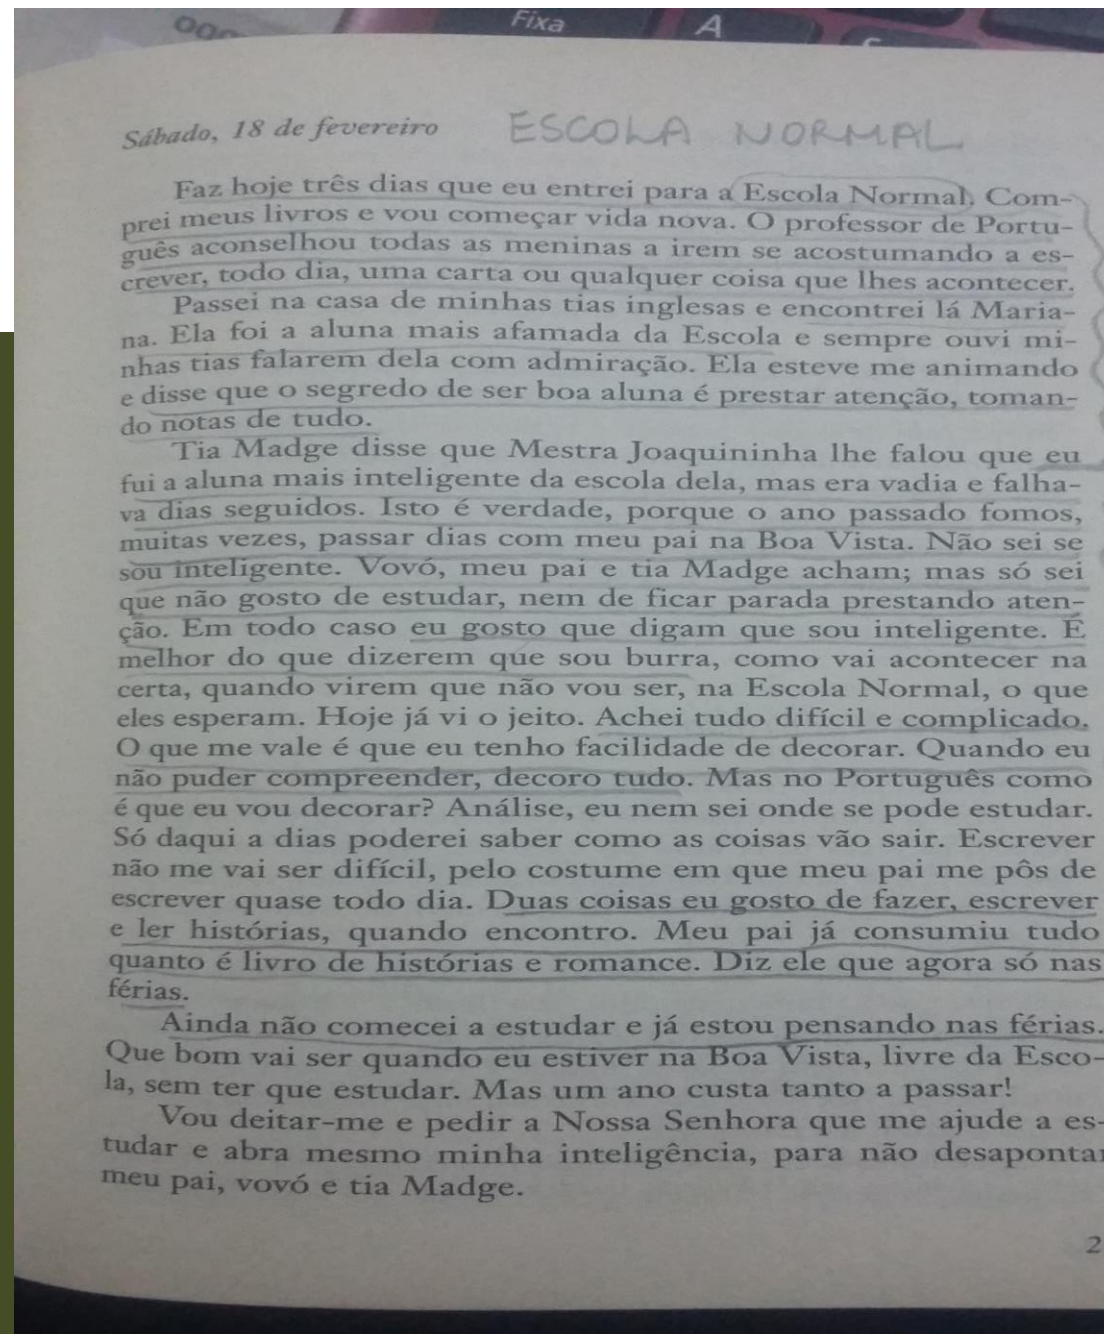 Fixa
A
Sábado, 18 de fevereiro ESCOLA NORMAL
Faz hoje três dias que eu entrei para a Escola Normal. Com-
prei meus livros e vou começar vida nova. O professor de Portu-
guês aconselhou todas as meninas a irem se acostumando a es-
crever, todo dia, uma carta ou qualquer coisa que lhes acontecer.
Passei na casa de minhas tias inglesas e encontrei lá Maria-
na. Ela foi a aluna mais afamada da Escola e sempre ouvi mi-
nhas tias falarem dela com admiração. Ela esteve me animando
e disse que o segredo de ser boa aluna é prestar atenção, toman-
do notas de tudo.
Tia Madge disse que Mestra Joaquininha lhe falou que eu
fui a aluna mais inteligente da escola dela, mas era vadia e falha-
va dias seguidos. Isto é verdade, porque o ano passado fomos,
muitas vezes, passar dias com meu pai na Boa Vista. Não sei se
sou inteligente. Vovó, meu pai e tia Madge acham; mas só sei
que não gosto de estudar, nem de ficar parada prestando aten-
ção. Em todo caso eu gosto que digam que sou inteligente. É
melhor do que dizerem que sou burra, como vai acontecer na
certa, quando virem que não vou ser, na Escola Normal, o que
eles esperam. Hoje já vi o jeito. Achei tudo difícil e complicado.
O que me vale é que eu tenho facilidade de decorar. Quando eu
não puder compreender, decoro tudo. Mas no Português como
é que eu vou decorar? Análise, eu nem sei onde se pode estudar.
Só daqui a dias poderei saber como as coisas vão sair. Escrever
não me vai ser difícil, pelo costume em que meu pai me pôs de
escrever quase todo dia. Duas coisas eu gosto de fazer, escrever
e ler histórias, quando encontro. Meu pai já consumiu tudo
quanto é livro de histórias e romance. Diz ele que agora só nas
férias.
Ainda não comecei a estudar e já estou pensando nas férias.
Que bom vai ser quando eu estiver na Boa Vista, livre da Esco-
la, sem ter que estudar. Mas um ano custa tanto a passar!
Vou deitar-me e pedir a Nossa Senhora que me ajude a es-
tudar e abra mesmo minha inteligência, para não desapontar
meu pai, vovó e tia Madge.
2